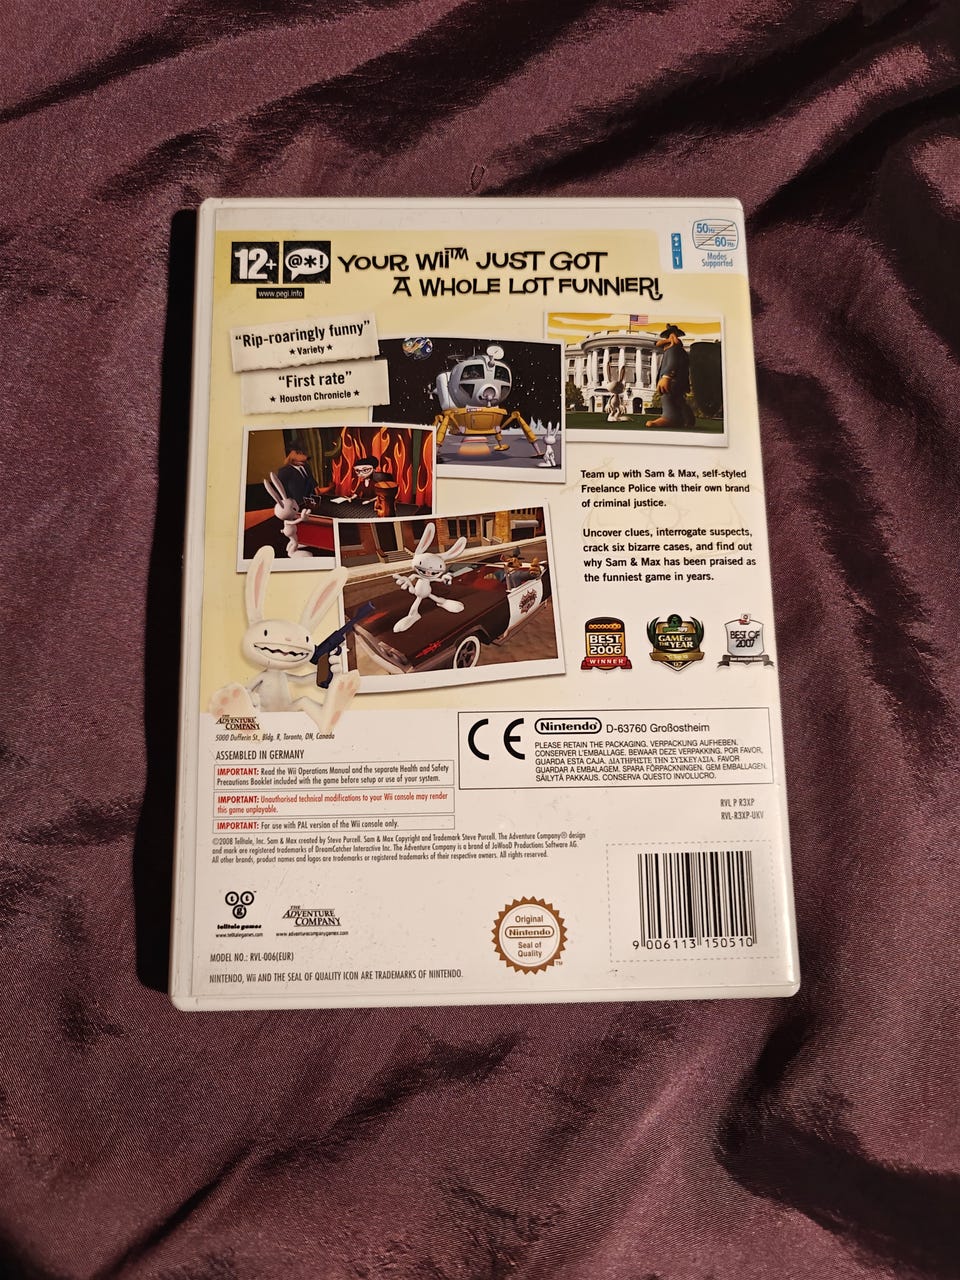 12+
@*!
www.pegi.info
YOUR Wii™ JUST GOT
A WHOLE LOT FUNNIER!
1
50Hz
60Hz
Modes
Supported
“Rip-roaringly funny”
★ Variety ★
“First rate”
★ Houston Chronicle ★
Team up with Sam & Max, self-styled
Freelance Police with their own brand
of criminal justice.
Uncover clues, interrogate suspects,
crack six bizarre cases, and find out
why Sam & Max has been praised as
the funniest game in years.
BEST
2006
WINNER
GAME OF
THE YEAR
'07
BEST OF
2007
THE
ADVENTURE
COMPANY
5000 Dufferin St., Bldg. R, Toronto, ON, Canada
ASSEMBLED IN GERMANY
IMPORTANT: Read the Wii Operations Manual and the separate Health and Safety
Precautions Booklet included with the game before setup or use of your system.
IMPORTANT: Unauthorised technical modifications to your Wii console may render
this game unplayable.
IMPORTANT: For use with PAL version of the Wii console only.
CE
Nintendo D-63760 Großostheim
PLEASE RETAIN THE PACKAGING. VERPACKUNG AUFHEBEN.
CONSERVER L'EMBALLAGE. BEWAAR DEZE VERPAKKING. POR FAVOR,
GUARDA ESTA CAJA. ΔΙΑΤΗΡΗΣΤΕ ΤΗΝ ΣΥΣΚΕΥΑΣΙΑ. FAVOR
GUARDAR A EMBALAGEM. SPARA FÖRPACKNINGEN. GEM EMBALLAGEN.
SÄILYTÄ PAKKAUS. CONSERVA QUESTO INVOLUCRO.
RVL P R3XP
RVL-R3XP-UKV
©2008 Telltale, Inc. Sam & Max created by Steve Purcell. Sam & Max Copyright and Trademark Steve Purcell. The Adventure Company® design
and mark are registered trademarks of DreamCatcher Interactive Inc. The Adventure Company is a brand of JoWooD Productions Software AG.
All other brands, product names and logos are trademarks or registered trademarks of their respective owners. All rights reserved.
telltale games
www.telltalegames.com
THE
ADVENTURE
COMPANY
www.adventurecompanygames.com
Original
Nintendo
Seal of
Quality
TM
9 006113 150510
MODEL NO.: RVL-006(EUR)
NINTENDO, Wii AND THE SEAL OF QUALITY ICON ARE TRADEMARKS OF NINTENDO.